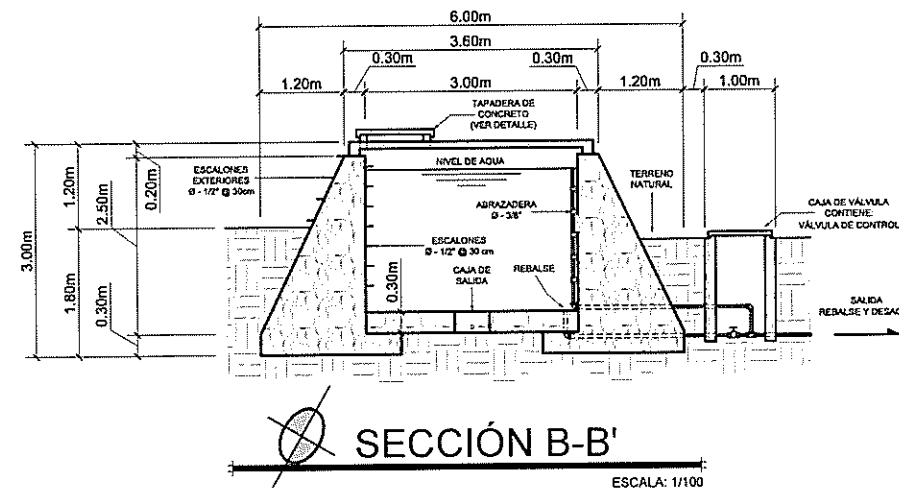 6.00m
3.60m
0.30m
0.30m
0.30m
1.20m
3.00m
1.20m
1.00m
TAPADERA DE
CONCRETO
(VER DETALLE)
NIVEL DE AGUA
ESCALONES
EXTERIORES
Ø - 1/2" @ 30cm
TERRENO
NATURAL
ABRAZADERA
Ø - 3/8"
CAJA DE VÁLVULA
CONTIENE:
VÁLVULA DE CONTROL
3.00m
1.20m
1.80m
2.50m
0.30m
0.20m
ESCALONES
Ø - 1/2" @ 30 cm
0.30m
CAJA DE
SALIDA
REBALSE
SALIDA
REBALSE Y DESAG
SECCIÓN B-B'
ESCALA: 1/100